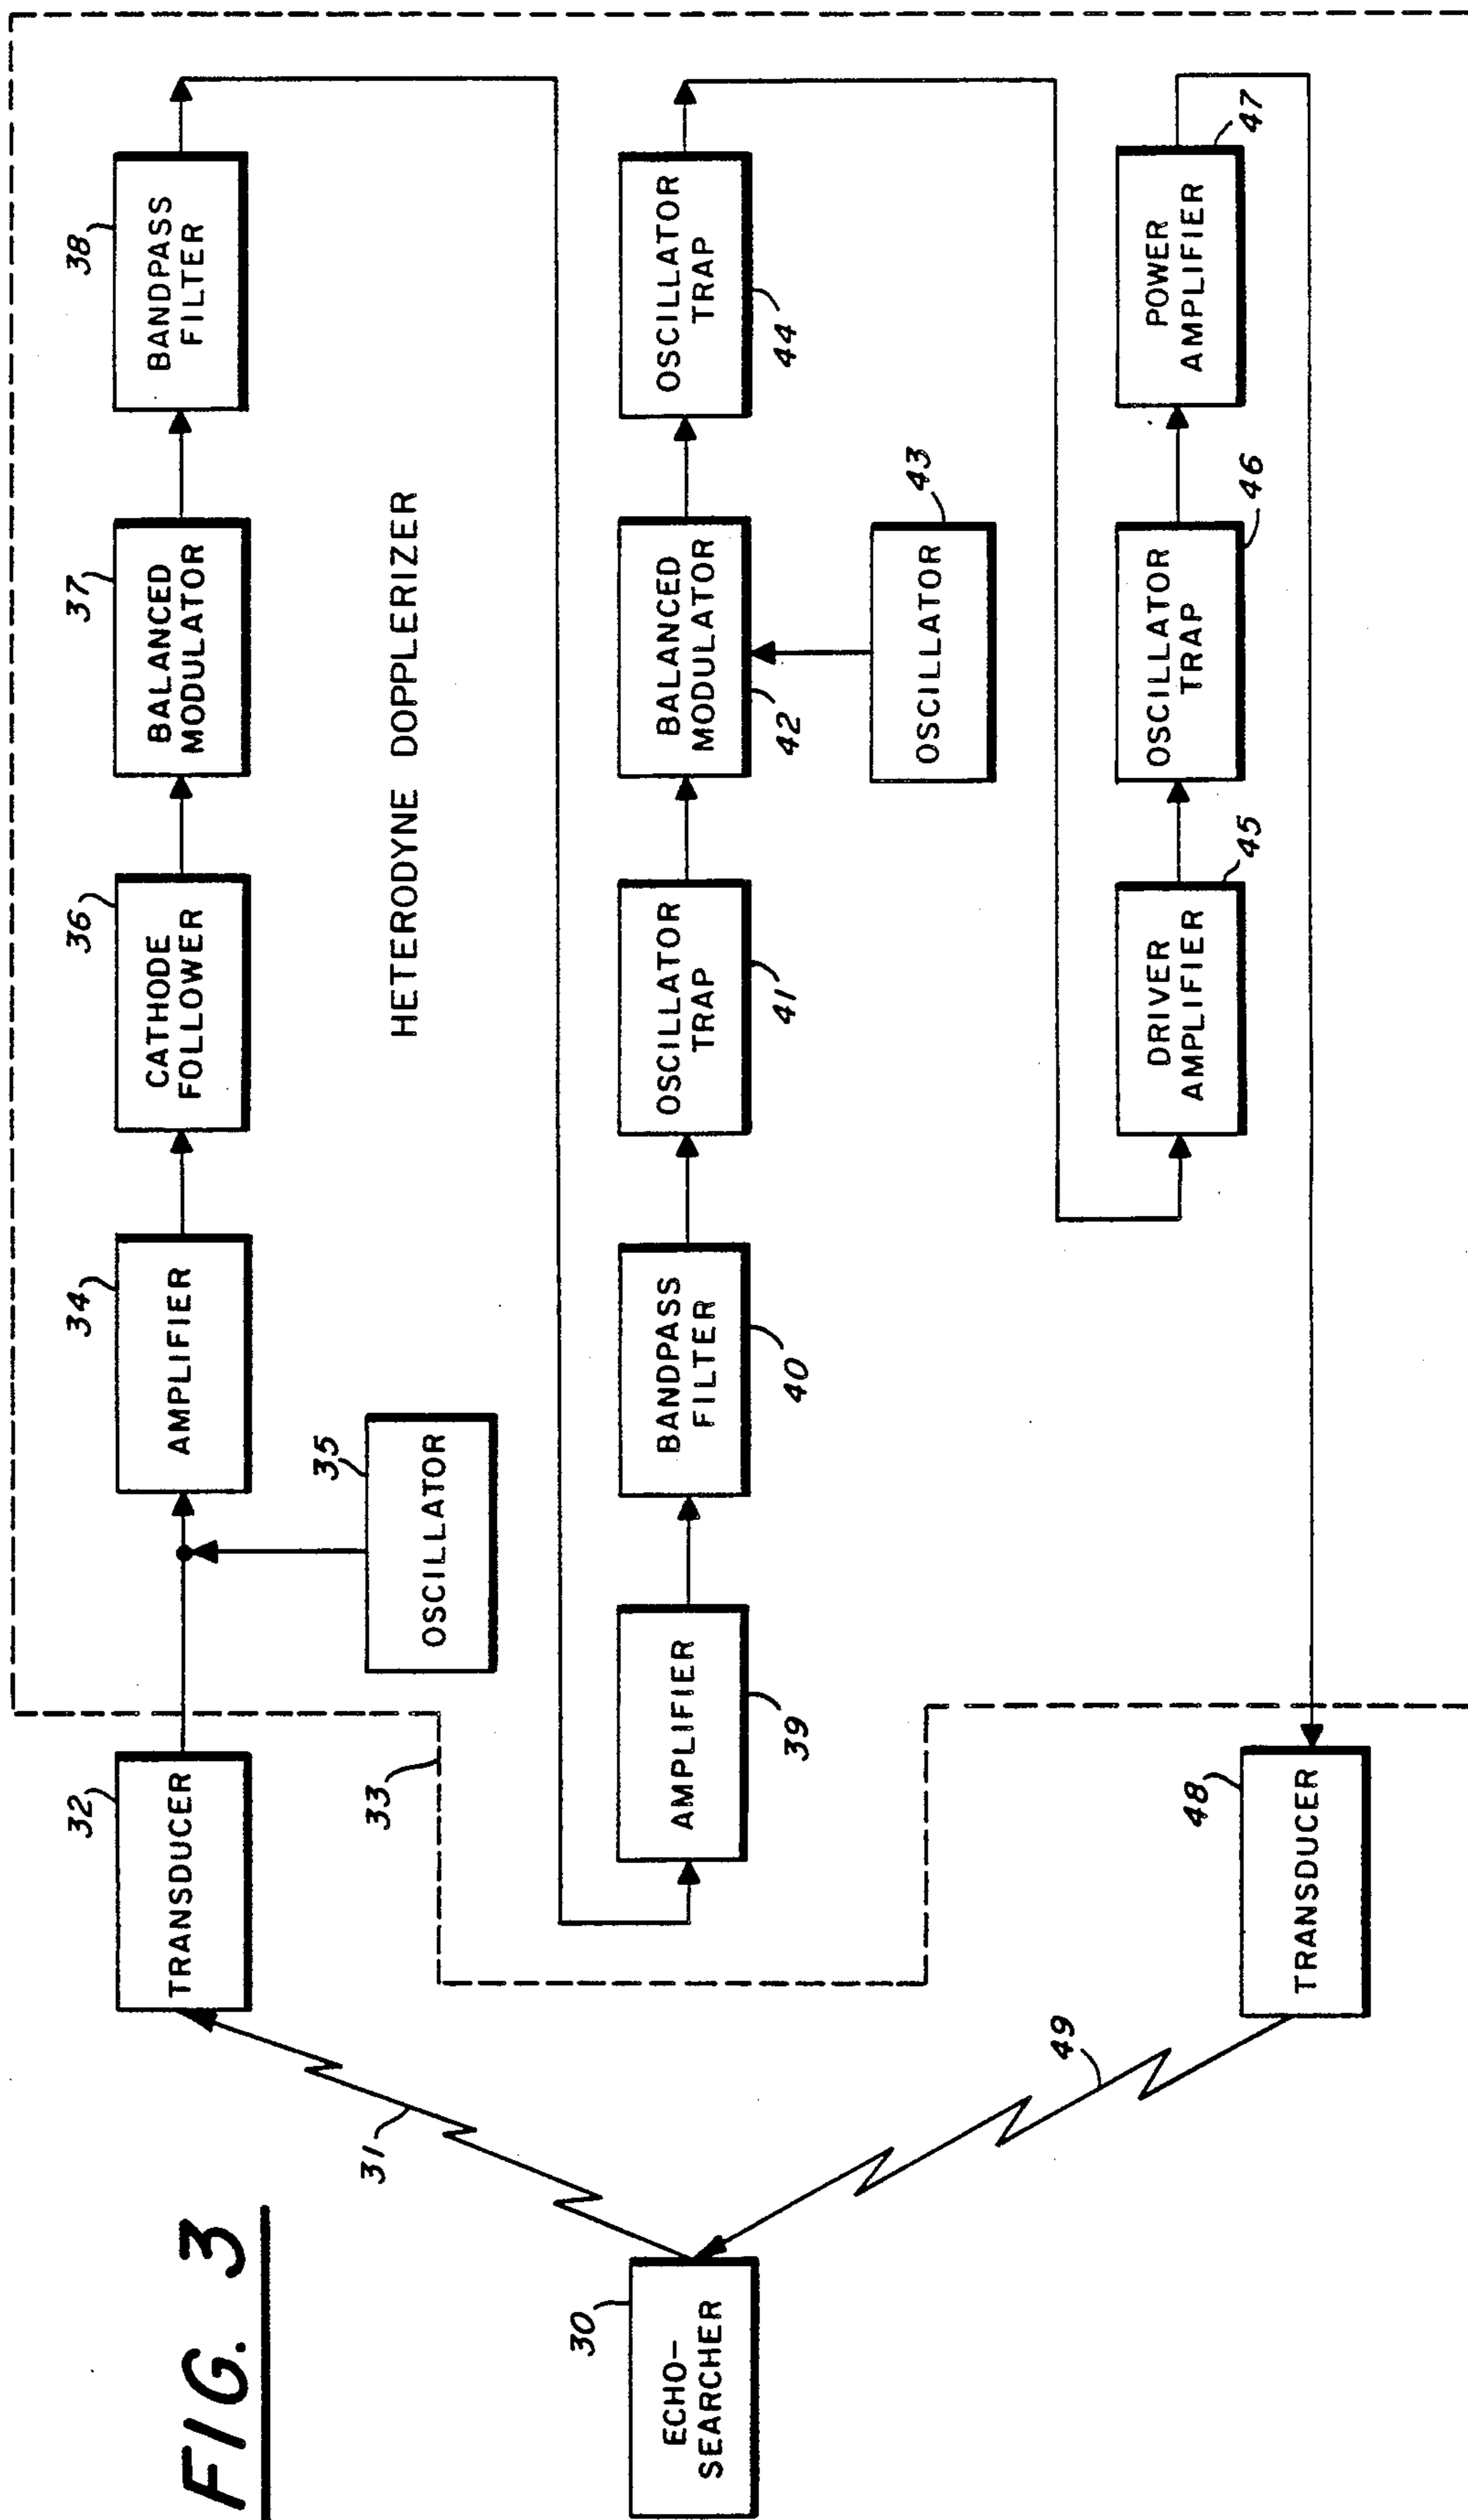 FIG. 3
32
TRANSDUCER
34
AMPLIFIER
36
CATHODE
FOLLOWER
37
BALANCED
MODULATOR
38
BANDPASS
FILTER
35
OSCILLATOR
HETERODYNE DOPPLERIZER
31
33
30
ECHO-
SEARCHER
AMPLIFIER
39
BANDPASS
FILTER
40
OSCILLATOR
TRAP
41
BALANCED
MODULATOR
42
OSCILLATOR
TRAP
44
43
OSCILLATOR
49
48
TRANSDUCER
DRIVER
AMPLIFIER
45
OSCILLATOR
TRAP
46
POWER
AMPLIFIER
47